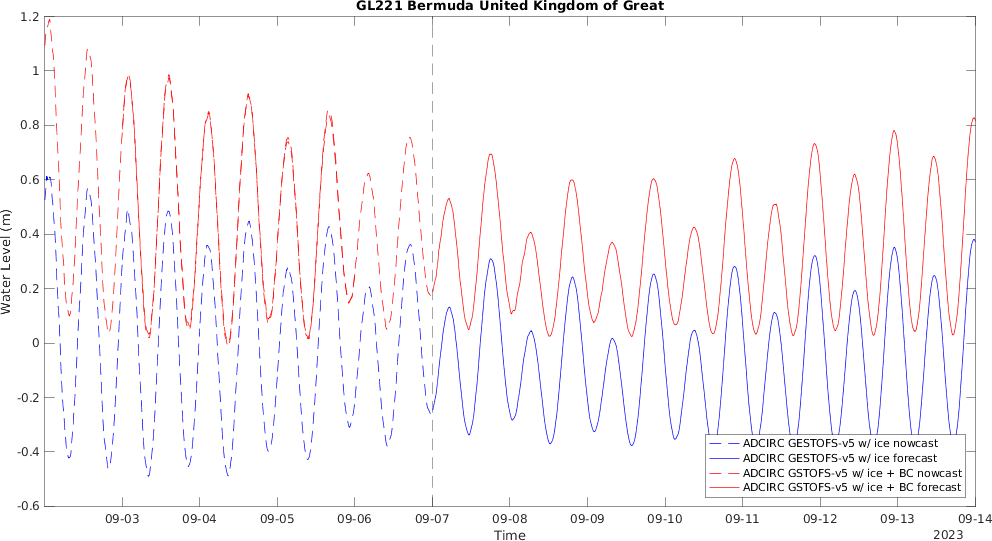 GL221 Bermuda United Kingdom of Great
1.2
1
0.8
0.6
0.4
0.2
0
-0.2
-0.4
-0.6
Water Level (m)
ADCIRC GESTOFS-v5 w/ ice nowcast
ADCIRC GESTOFS-v5 w/ ice forecast
ADCIRC GSTOFS-v5 w/ ice + BC nowcast
ADCIRC GSTOFS-v5 w/ ice + BC forecast
09-03 09-04 09-05 09-06 09-07 09-08 09-09 09-10 09-11 09-12 09-13 09-14
Time
2023